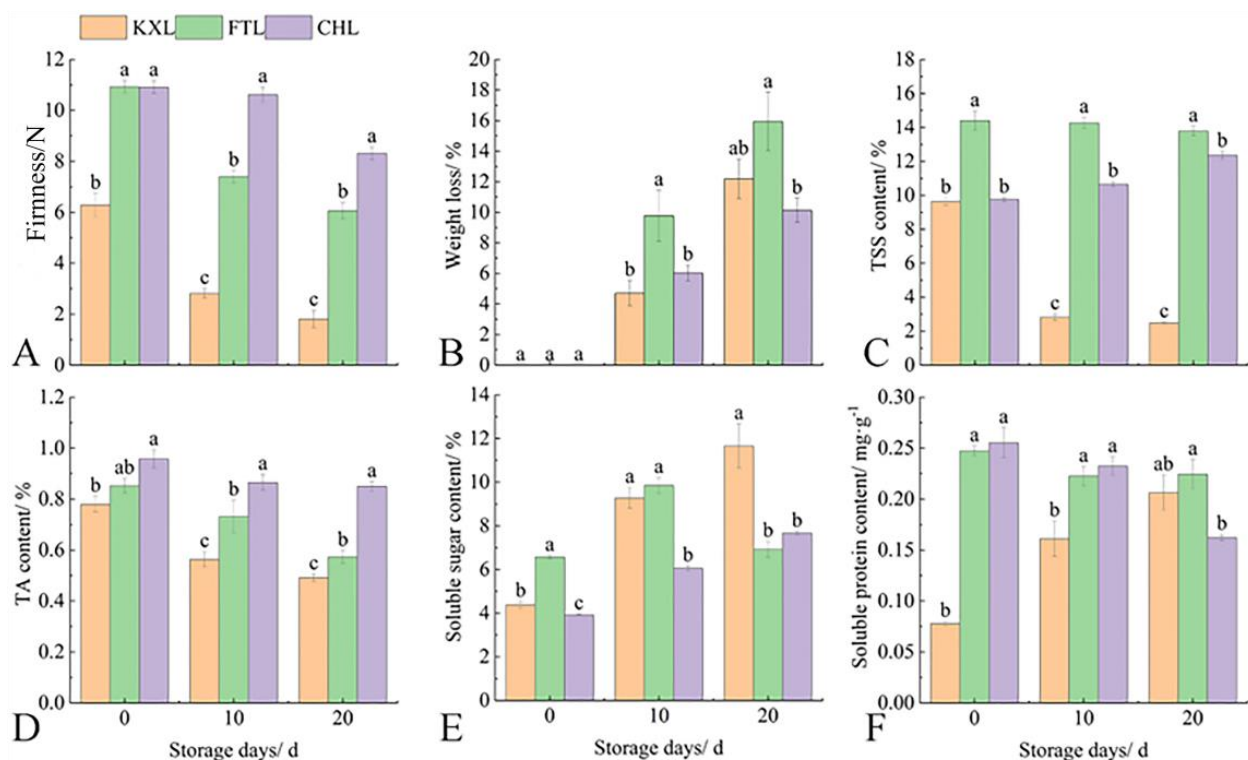 KXL FTL CHL
12
10
8
6
4
2
0
Firmness/N
a a
b
a
b
c
a
b
c
A
20
18
16
14
12
10
8
6
4
2
0
Weight loss/ %
a a a
b
a
b
ab
a
b
B
18
16
14
12
10
8
6
4
2
0
TSS content/ %
b
a
b
c
a
b
c
a
b
C
1.2
1.0
0.8
0.6
0.4
0.2
0.0
TA content/ %
b
ab
a
c
b
a
c
b
a
0 10 20
Storage days/ d
D
14
12
10
8
6
4
2
0
Soluble sugar content/ %
b
a
c
a a
b
a
b b
0 10 20
Storage days/ d
E
0.30
0.25
0.20
0.15
0.10
0.05
0.00
Soluble protein content/ mg·g⁻¹
b
a a
b
a a
ab
a
b
0 10 20
Storage days/ d
F